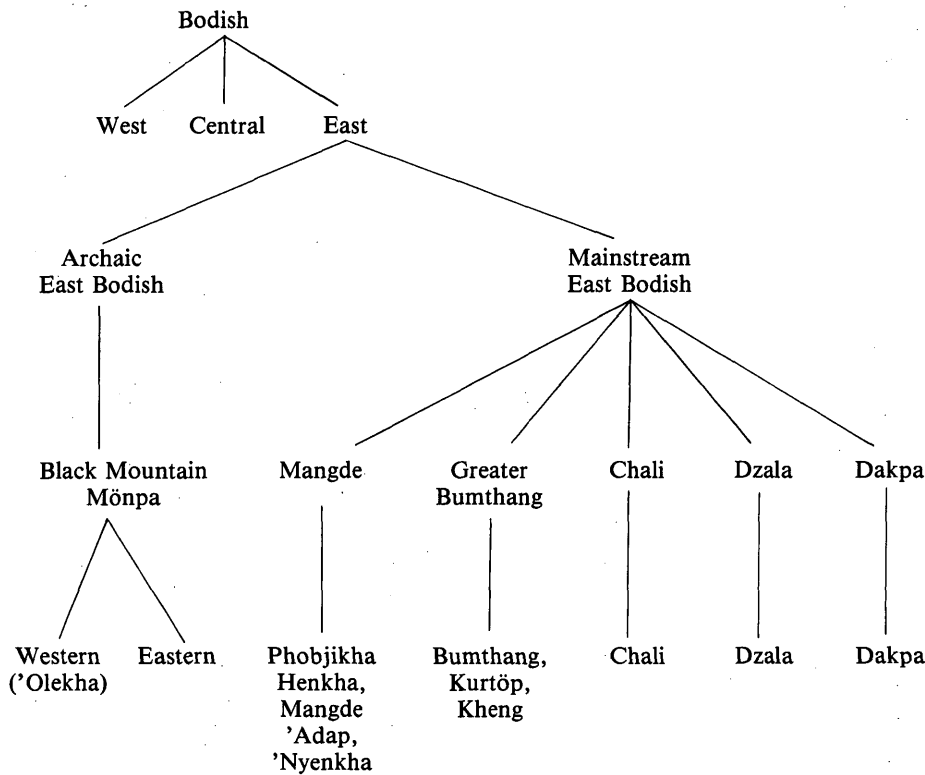 Bodish
West Central East
Archaic
East Bodish
Mainstream
East Bodish
Black Mountain
Mönpa
Mangde
Greater
Bumthang
Chali
Dzala
Dakpa
Western
('Olekha)
Eastern
Phobjikha
Henkha,
Mangde
'Adap,
'Nyenkha
Bumthang,
Kurtöp,
Kheng
Chali
Dzala
Dakpa